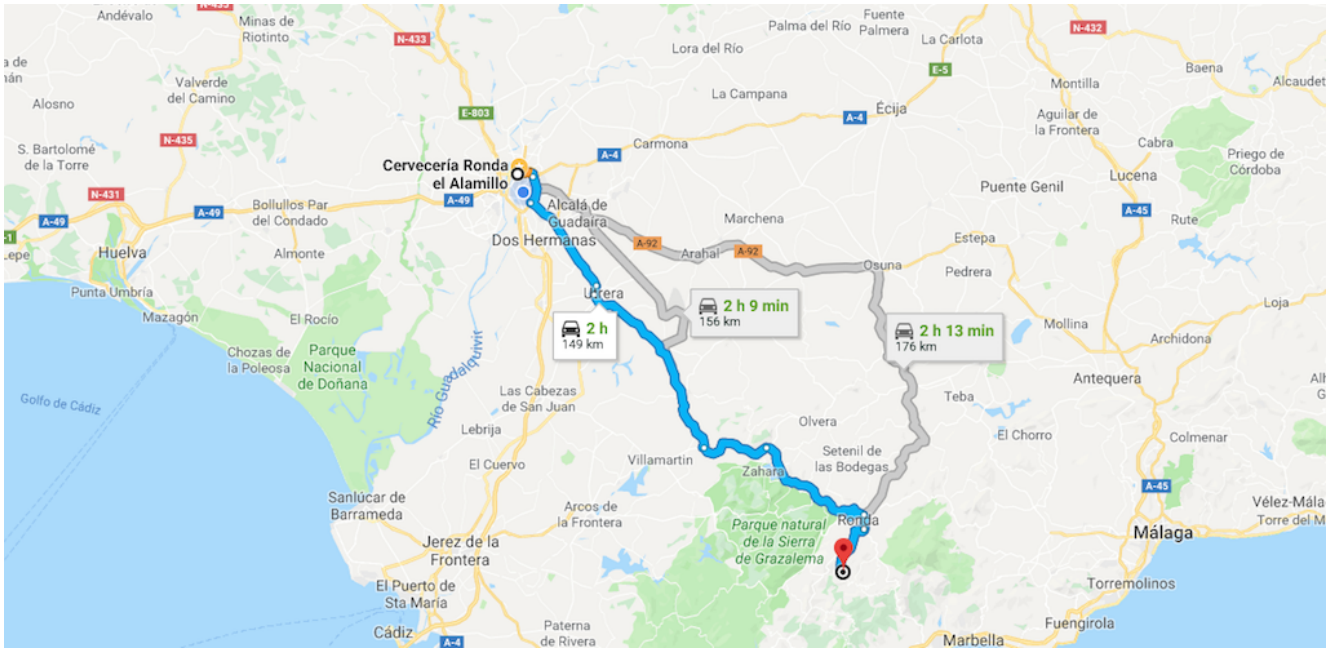 N-435
Andévalo
Minas de
Riotinto
N-433
Palma del Río
Fuente
Palmera
La Carlota
N-432
Lora del Río
Baena
Alcaudet
E-5
Montilla
Valverde
del Camino
Alosno
La Campana
Écija
E-803
A-4
Aguilar de
la Frontera
Cabra
N-435
S. Bartolomé
de la Torre
Carmona
A-4
Priego de
Córdoba
Cervecería Ronda
el Alamillo
Lucena
Puente Genil
N-431
A-49
Bollullos Par
del Condado
A-49
A-49
Alcalá de
Guadaíra
Marchena
A-45
Rute
-1
Lepe
Huelva
Almonte
Dos Hermanas
A-92
Arahal
A-92
Estepa
Osuna
Pedrera
Punta Umbría
Utrera
2 h 9 min
156 km
Loja
Mazagón
El Rocío
2 h
149 km
2 h 13 min
176 km
Mollina
Archidona
Chozas de
la Poleosa
Parque
Nacional
de Doñana
Río Guadalquivir
Antequera
Golfo de Cádiz
Las Cabezas
de San Juan
Teba
Lebrija
Olvera
El Chorro
Colmenar
El Cuervo
Villamartin
Zahara
Setenil de
las Bodegas
A-45
Sanlúcar de
Barrameda
Arcos de
la Frontera
Vélez-Mála
Torre del M
Parque natural
de la Sierra
de Grazalema
Ronda
Málaga
Jerez de la
Frontera
El Puerto de
Sta María
Torremolinos
Cádiz
A-4
Paterna
de Rivera
Fuengirola
Marbella